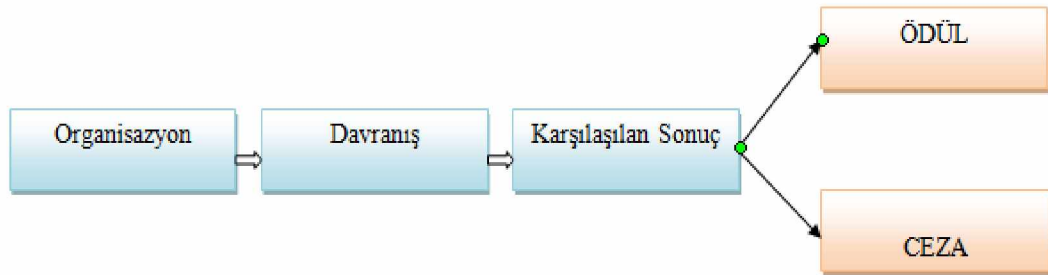 ÖDÜL
Organisazyon
Davranış
Karşılaşılan Sonuç
CEZA